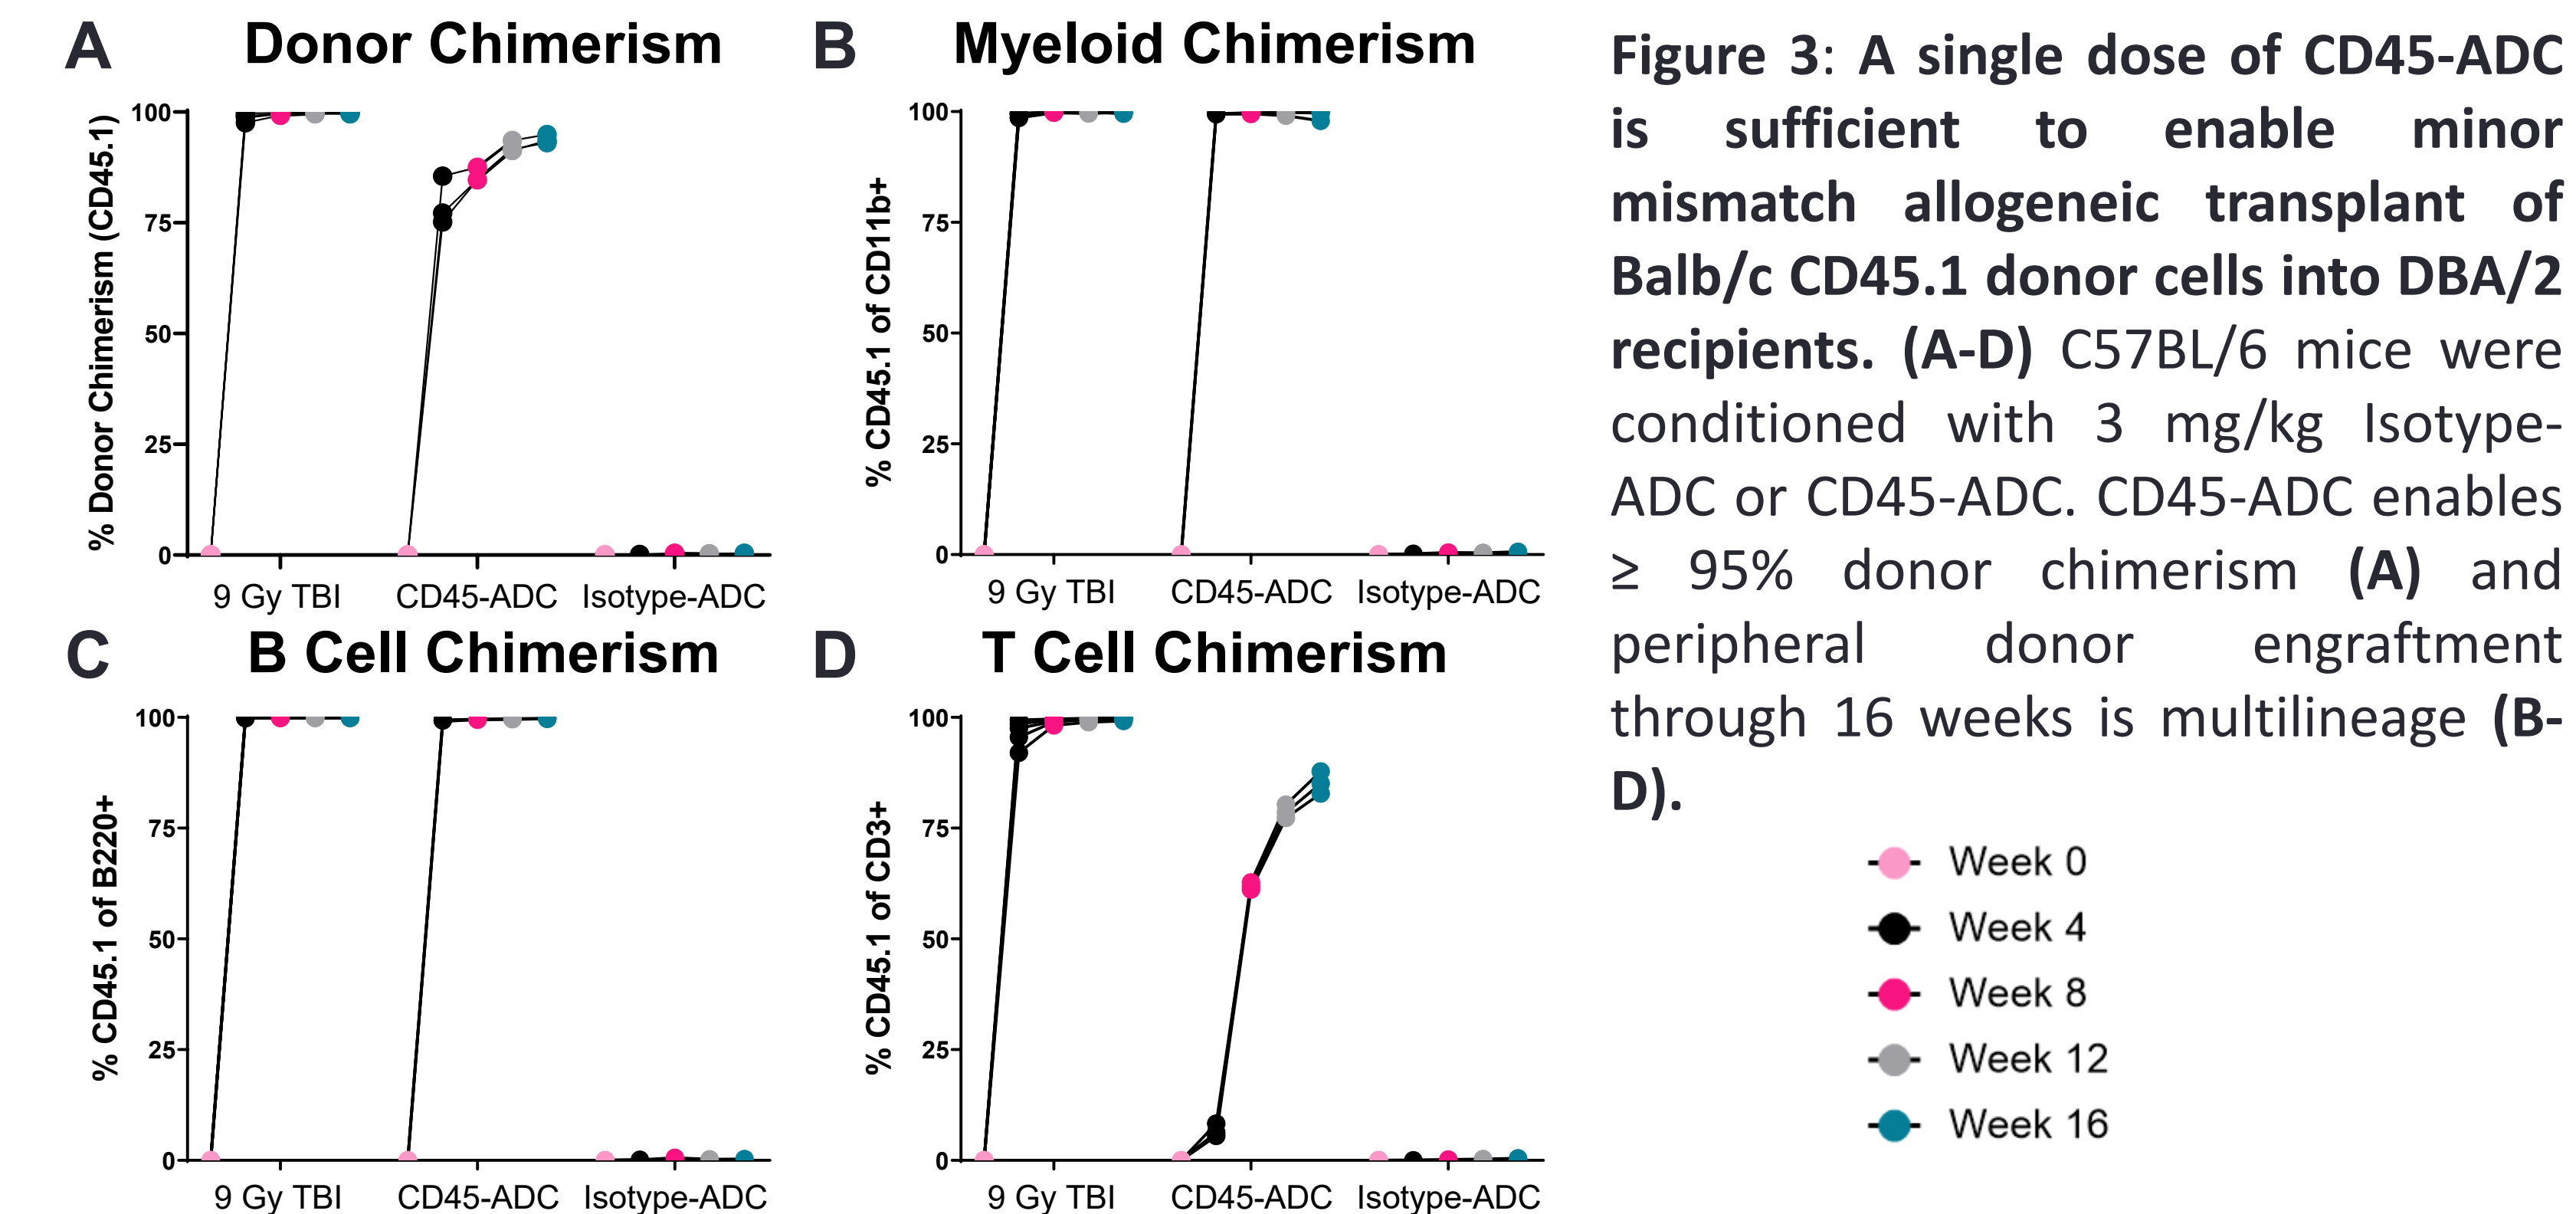 A
Donor Chimerism
% Donor Chimerism (CD45.1)
100
75
50
25
0
9 Gy TBI
CD45-ADC
Isotype-ADC
B
Myeloid Chimerism
% CD45.1 of CD11b+
100
75
50
25
0
9 Gy TBI
CD45-ADC
Isotype-ADC
C
B Cell Chimerism
% CD45.1 of B220+
100
75
50
25
0
9 Gy TBI
CD45-ADC
Isotype-ADC
D
T Cell Chimerism
% CD45.1 of CD3+
100
75
50
25
0
9 Gy TBI
CD45-ADC
Isotype-ADC
Figure 3: A single dose of CD45-ADC
is sufficient to enable minor
mismatch allogeneic transplant of
Balb/c CD45.1 donor cells into DBA/2
recipients. (A-D) C57BL/6 mice were
conditioned with 3 mg/kg Isotype-
ADC or CD45-ADC. CD45-ADC enables
≥ 95% donor chimerism (A) and
peripheral donor engraftment
through 16 weeks is multilineage (B-
D).
Week 0
Week 4
Week 8
Week 12
Week 16